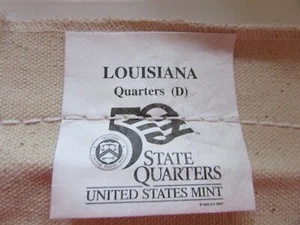 LOUISIANA
Quarters (D)
50
STATE
QUARTERS
UNITED STATES MINT